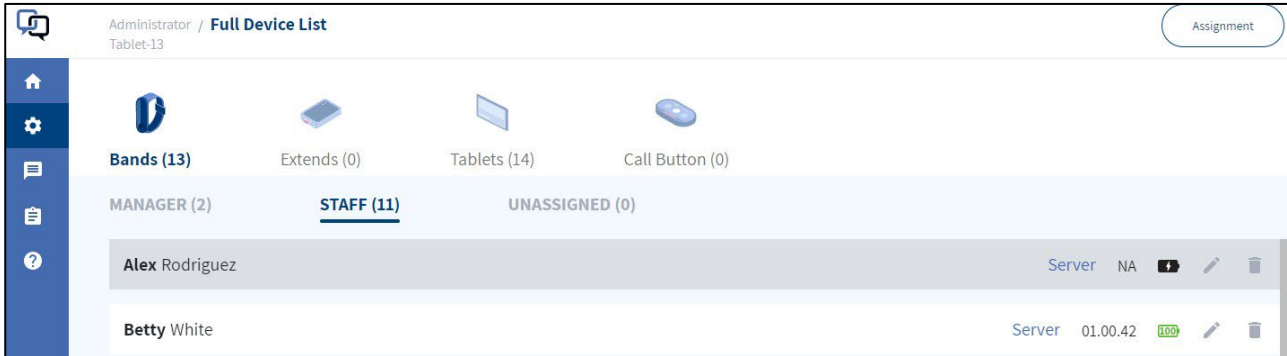 Administrator / Full Device List
Tablet-13
Assignment
Bands (13) Extends (0) Tablets (14) Call Button (0)
MANAGER (2) STAFF (11) UNASSIGNED (0)
Alex Rodriguez Server NA
Betty White Server 01.00.42 100